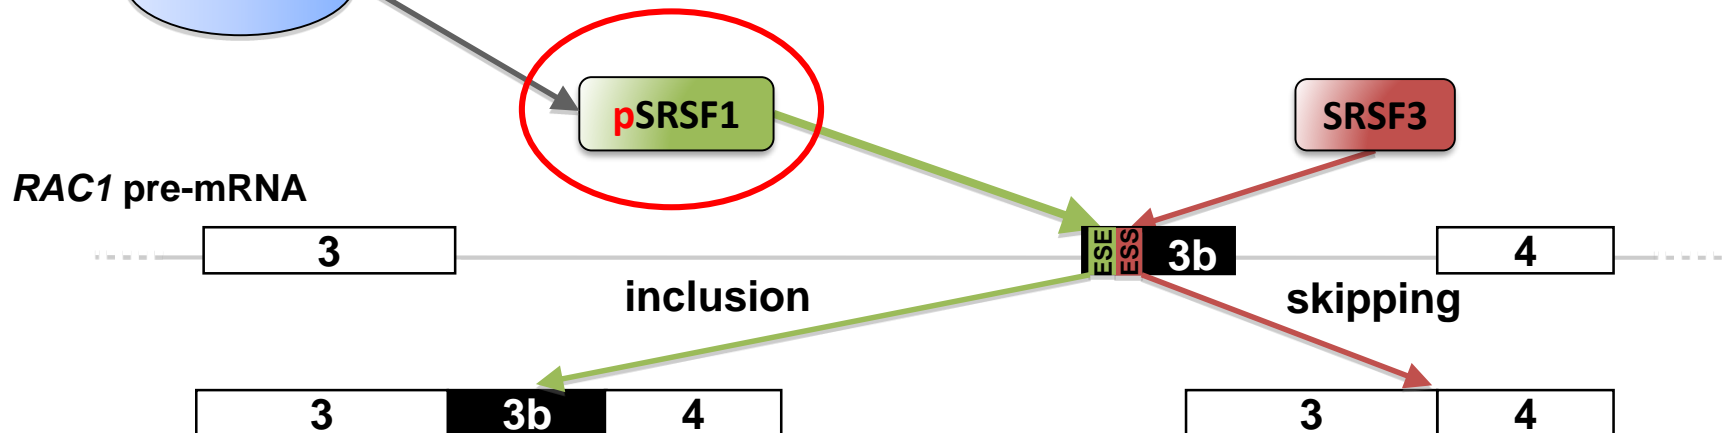 pSRSF1
SRSF3
RAC1 pre-mRNA
3
ESE
ESS
3b
4
inclusion
skipping
3
3b
4
3
4